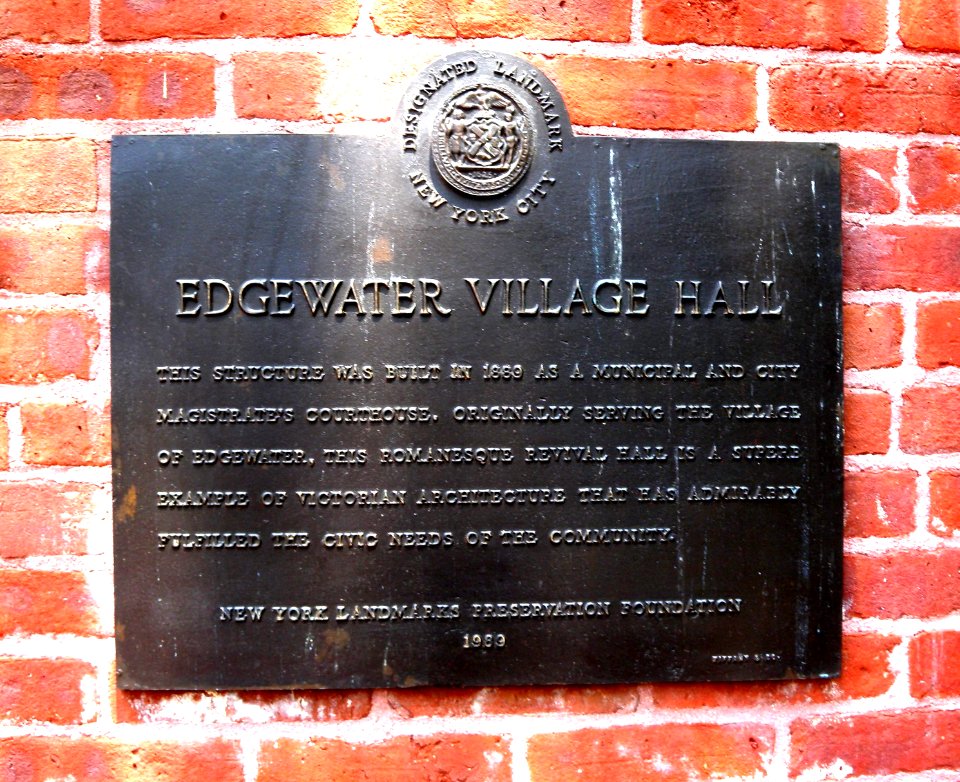 DESIGNATED LANDMARK
NEW YORK CITY
EDGEWATER VILLAGE HALL
THIS STRUCTURE WAS BUILT IN 1889 AS A MUNICIPAL AND CITY
MAGISTRATE'S COURTHOUSE. ORIGINALLY SERVING THE VILLAGE
OF EDGEWATER, THIS ROMANESQUE REVIVAL HALL IS A SUPERB
EXAMPLE OF VICTORIAN ARCHITECTURE THAT HAS ADMIRABLY
FULFILLED THE CIVIC NEEDS OF THE COMMUNITY.
NEW YORK LANDMARKS PRESERVATION FOUNDATION
1989